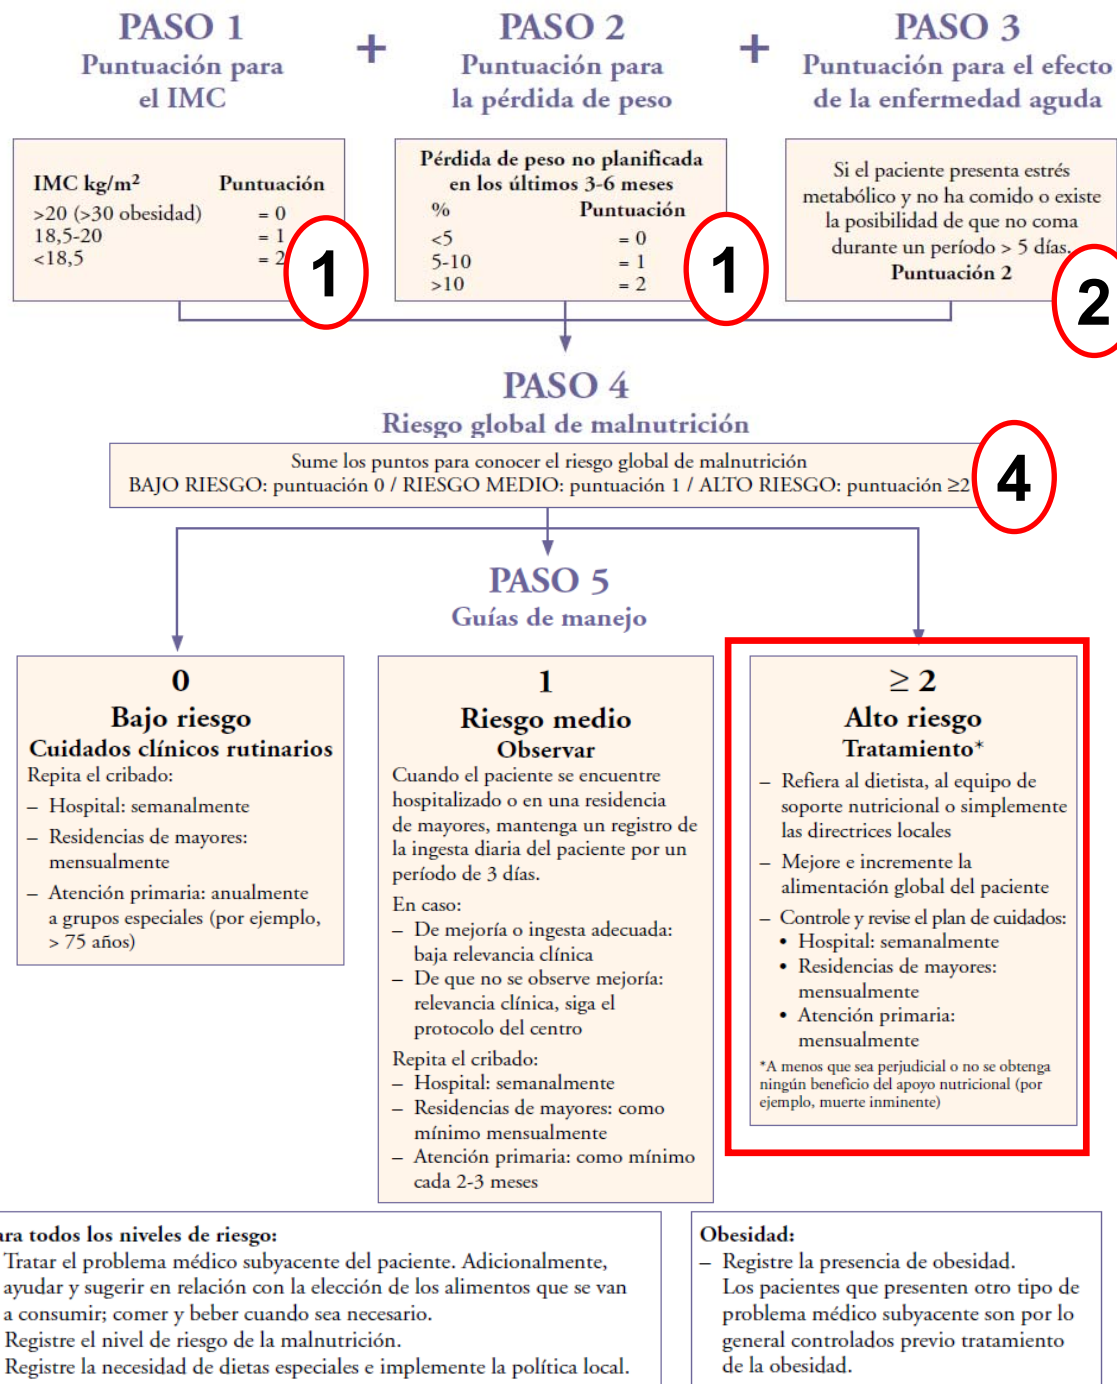 PASO 1
Puntuación para
el IMC
+
PASO 2
Puntuación para
la pérdida de peso
+
PASO 3
Puntuación para el efecto
de la enfermedad aguda
IMC kg/m² Puntuación
>20 (>30 obesidad) = 0
18,5-20 = 1
<18,5 = 2
1
Pérdida de peso no planificada
en los últimos 3-6 meses
% Puntuación
<5 = 0
5-10 = 1
>10 = 2
1
Si el paciente presenta estrés
metabólico y no ha comido o existe
la posibilidad de que no coma
durante un período > 5 días.
Puntuación 2
2
PASO 4
Riesgo global de malnutrición
Sume los puntos para conocer el riesgo global de malnutrición
BAJO RIESGO: puntuación 0 / RIESGO MEDIO: puntuación 1 / ALTO RIESGO: puntuación ≥2
4
PASO 5
Guías de manejo
0
Bajo riesgo
Cuidados clínicos rutinarios
Repita el cribado:
– Hospital: semanalmente
– Residencias de mayores:
mensualmente
– Atención primaria: anualmente
a grupos especiales (por ejemplo,
> 75 años)
1
Riesgo medio
Observar
Cuando el paciente se encuentre
hospitalizado o en una residencia
de mayores, mantenga un registro de
la ingesta diaria del paciente por un
período de 3 días.
En caso:
– De mejoría o ingesta adecuada:
baja relevancia clínica
– De que no se observe mejoría:
relevancia clínica, siga el
protocolo del centro
Repita el cribado:
– Hospital: semanalmente
– Residencias de mayores: como
mínimo mensualmente
– Atención primaria: como mínimo
cada 2-3 meses
≥ 2
Alto riesgo
Tratamiento*
– Refiera al dietista, al equipo de
soporte nutricional o simplemente
las directrices locales
– Mejore e incremente la
alimentación global del paciente
– Controle y revise el plan de cuidados:
• Hospital: semanalmente
• Residencias de mayores:
mensualmente
• Atención primaria:
mensualmente
*A menos que sea perjudicial o no se obtenga
ningún beneficio del apoyo nutricional (por
ejemplo, muerte inminente)
ara todos los niveles de riesgo:
Tratar el problema médico subyacente del paciente. Adicionalmente,
ayudar y sugerir en relación con la elección de los alimentos que se van
a consumir; comer y beber cuando sea necesario.
Registre el nivel de riesgo de la malnutrición.
Registre la necesidad de dietas especiales e implemente la política local.
Obesidad:
– Registre la presencia de obesidad.
Los pacientes que presenten otro tipo de
problema médico subyacente son por lo
general controlados previo tratamiento
de la obesidad.